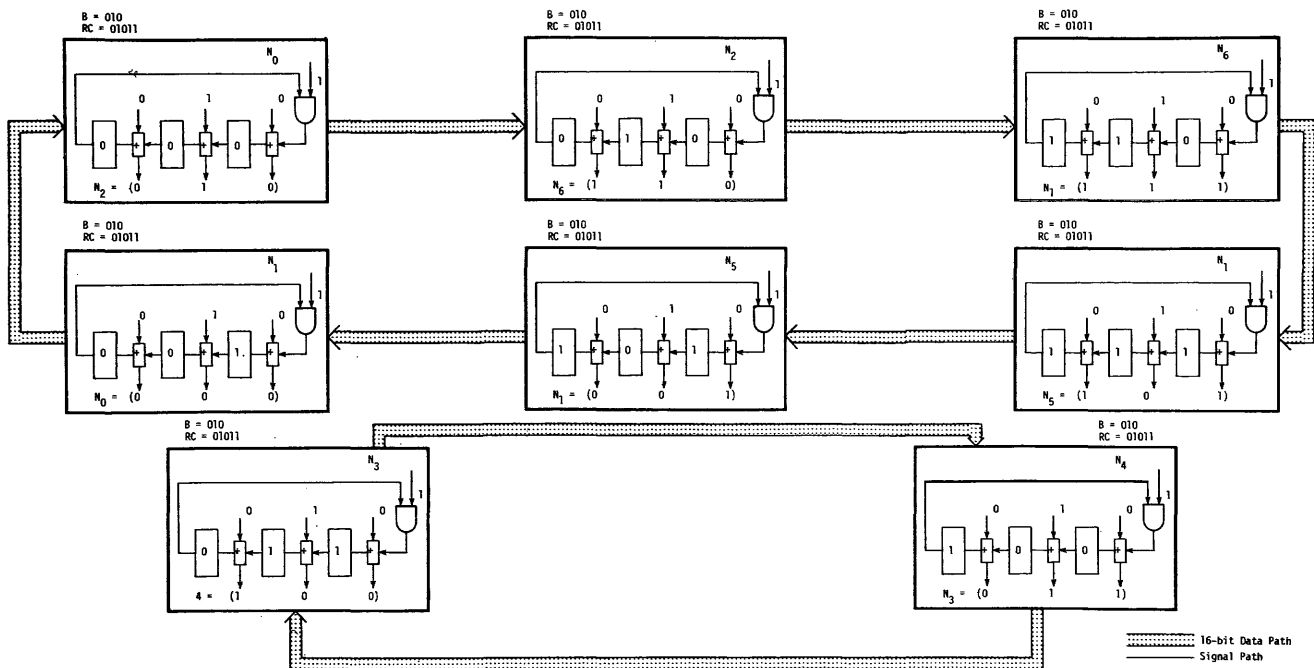 B = 010
RC = 01011
N0
1
0 1 0
0 + 0 + 0 +
N2 = (0 1 0)
B = 010
RC = 01011
N2
1
0 1 0
0 + 1 + 0 +
N6 = (1 1 0)
B = 010
RC = 01011
N6
1
0 1 0
1 + 1 + 0 +
N1 = (1 1 1)
B = 010
RC = 01011
N1
1
0 1 0
0 + 0 + 1. +
N0 = (0 0 0)
B = 010
RC = 01011
N5
1
0 1 0
1 + 0 + 1 +
N1 = (0 0 1)
B = 010
RC = 01011
N1
1
0 1 0
1 + 1 + 1 +
N5 = (1 0 1)
B = 010
RC = 01011
N3
1
0 1 0
0 + 1 + 1 +
4 = (1 0 0)
B = 010
RC = 01011
N4
1
0 1 0
1 + 0 + 0 +
N3 = (0 1 1)
16-bit Data Path
Signal Path